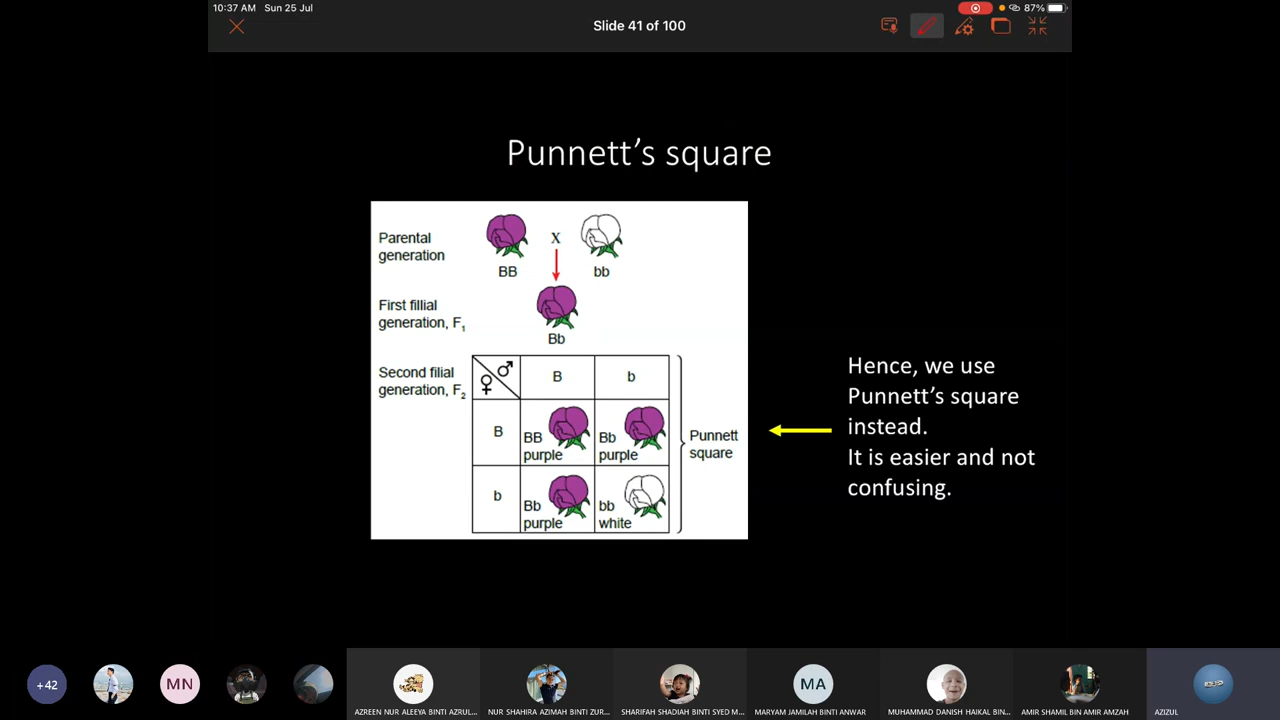 10:37 AM Sun 25 Jul
87%
Slide 41 of 100
Punnett’s square
Parental
generation
X
BB
bb
First fillial
generation, F₁
Bb
Second filial
generation, F₂
♂
♀
B
b
B
BB
purple
Bb
purple
b
Bb
purple
bb
white
Punnett
square
Hence, we use
Punnett’s square
instead.
It is easier and not
confusing.
+42
MN
MA
AZREEN NUR ALEEYA BINTI AZRUL...
NUR SHAHIRA AZIMAH BINTI ZUR...
SHARIFAH SHADIAH BINTI SYED M...
MARYAM JAMILAH BINTI ANWAR
MUHAMMAD DANISH HAIKAL BIN...
AMIR SHAMIL BIN AMIR AMZAH
AZIZUL